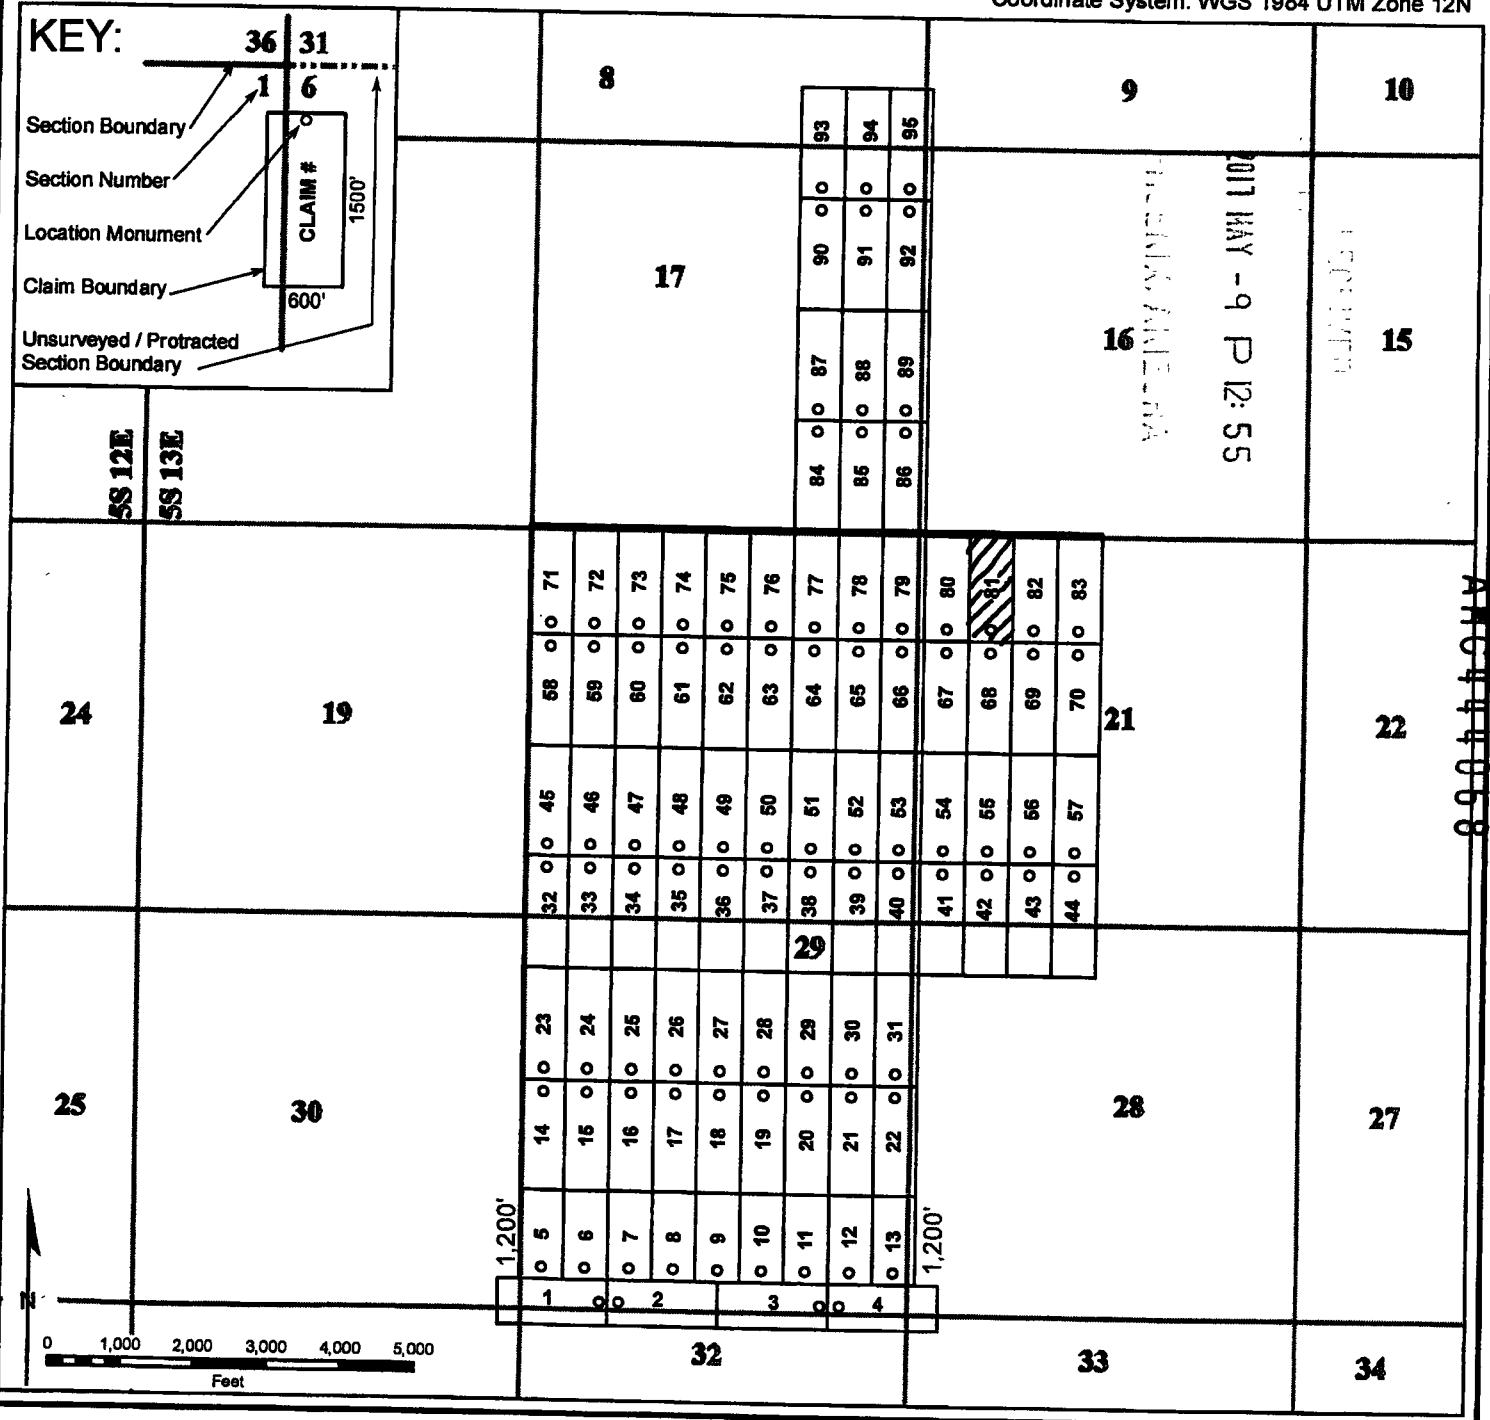 Coordinate System: WGS 1984 UTM Zone 12N
KEY:
36 31
1 6
Section Boundary
Section Number
Location Monument
Claim Boundary
Unsurveyed / Protracted
Section Boundary
CLAIM #
1500'
600'
8
9
10
93 94 95
17
90 91 92
16
15
2011 MAY -9 P 12:55
87 88 89
84 85 86
5S 12E
5S 13E
71 72 73 74 75 76 77 78 79 80 81 82 83
58 59 60 61 62 63 64 65 66 67 68 69 70
24
19
21
22
45 46 47 48 49 50 51 52 53 54 55 56 57
32 33 34 35 36 37 38 39 40 41 42 43 44
29
23 24 25 26 27 28 29 30 31
25
30
28
27
14 15 16 17 18 19 20 21 22
1,200'
5 6 7 8 9 10 11 12 13
1,200'
1 2 3 4
N
0 1,000 2,000 3,000 4,000 5,000
Feet
32
33
34